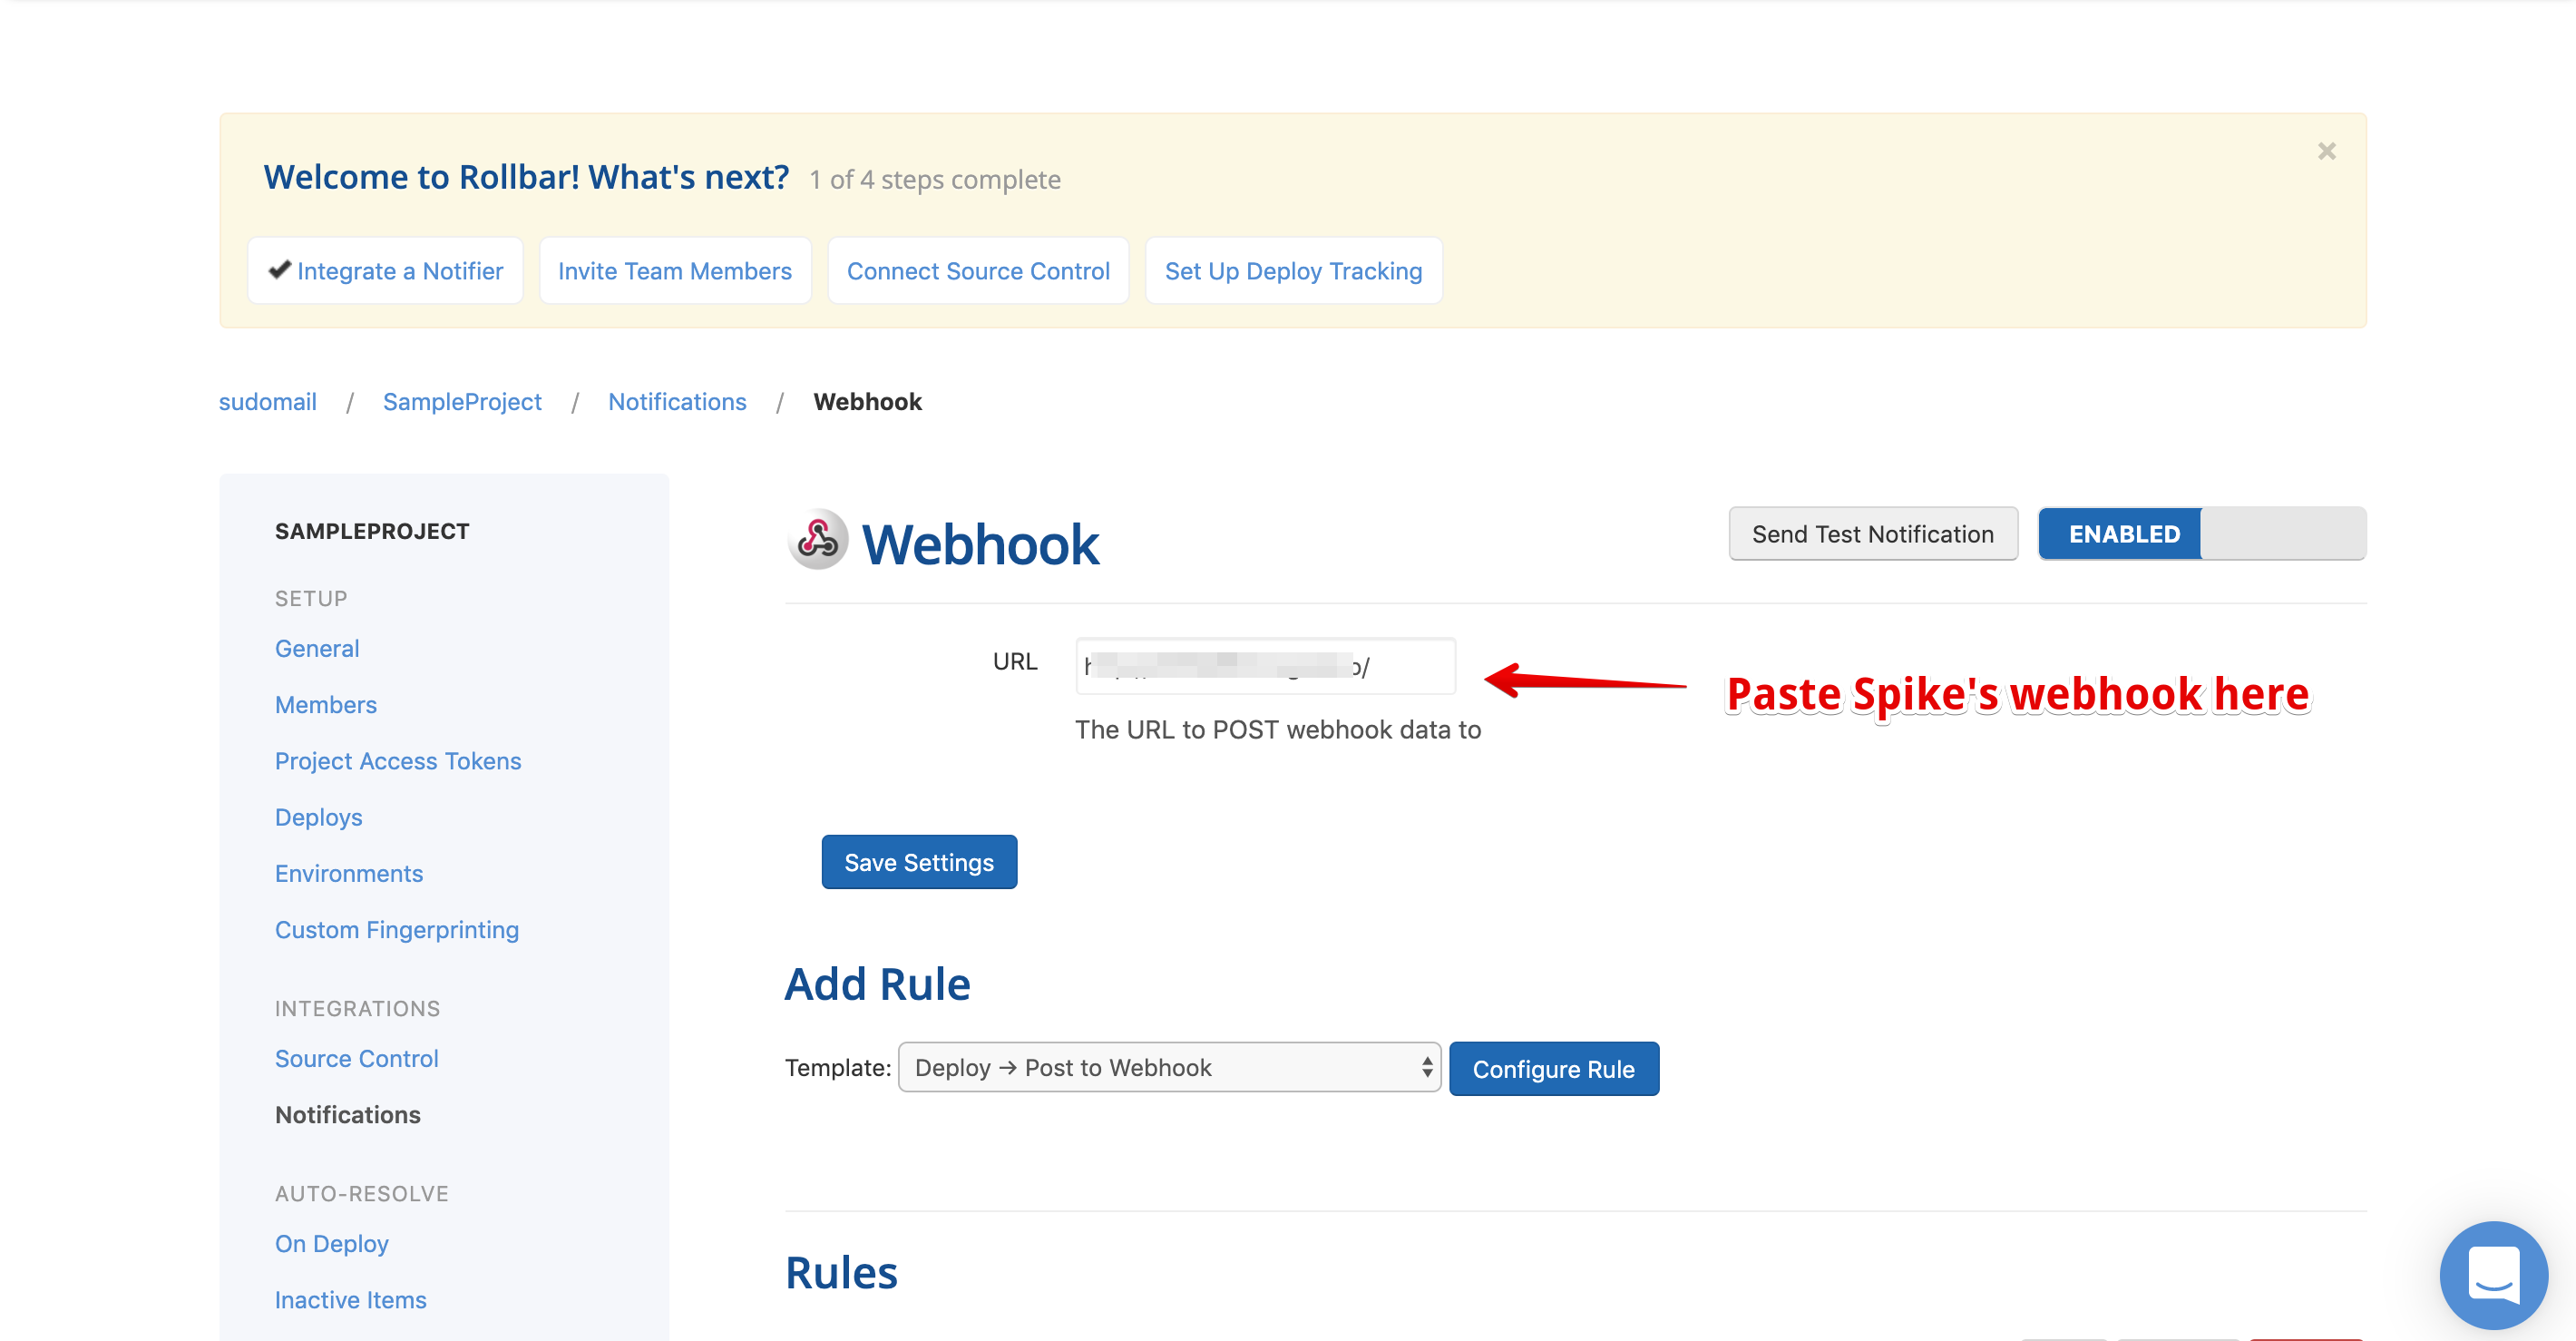 Welcome to Rollbar! What's next? 1 of 4 steps complete
×
✔ Integrate a Notifier
Invite Team Members
Connect Source Control
Set Up Deploy Tracking
sudomail / SampleProject / Notifications / Webhook
SAMPLEPROJECT
SETUP
General
Members
Project Access Tokens
Deploys
Environments
Custom Fingerprinting
INTEGRATIONS
Source Control
Notifications
AUTO-RESOLVE
On Deploy
Inactive Items
Webhook
Send Test Notification
ENABLED
URL
Paste Spike's webhook here
The URL to POST webhook data to
Save Settings
Add Rule
Template: Deploy → Post to Webhook
Configure Rule
Rules